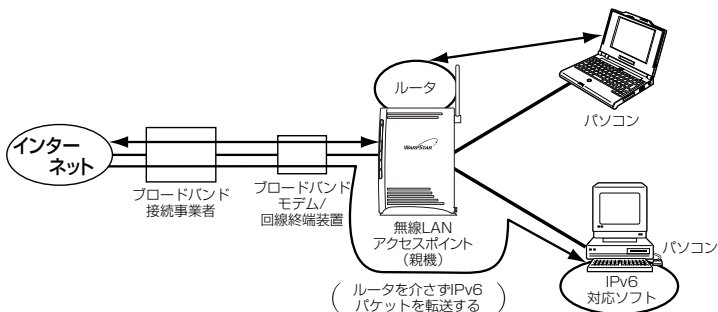 ルータ
パソコン
インター
ネット
WARPSTAR
ブロードバンド
接続事業者
ブロードバンド
モデム/
回線終端装置
無線LAN
アクセスポイント
(親機)
パソコン
IPv6
対応ソフト
ルータを介さずIPv6
パケットを転送する